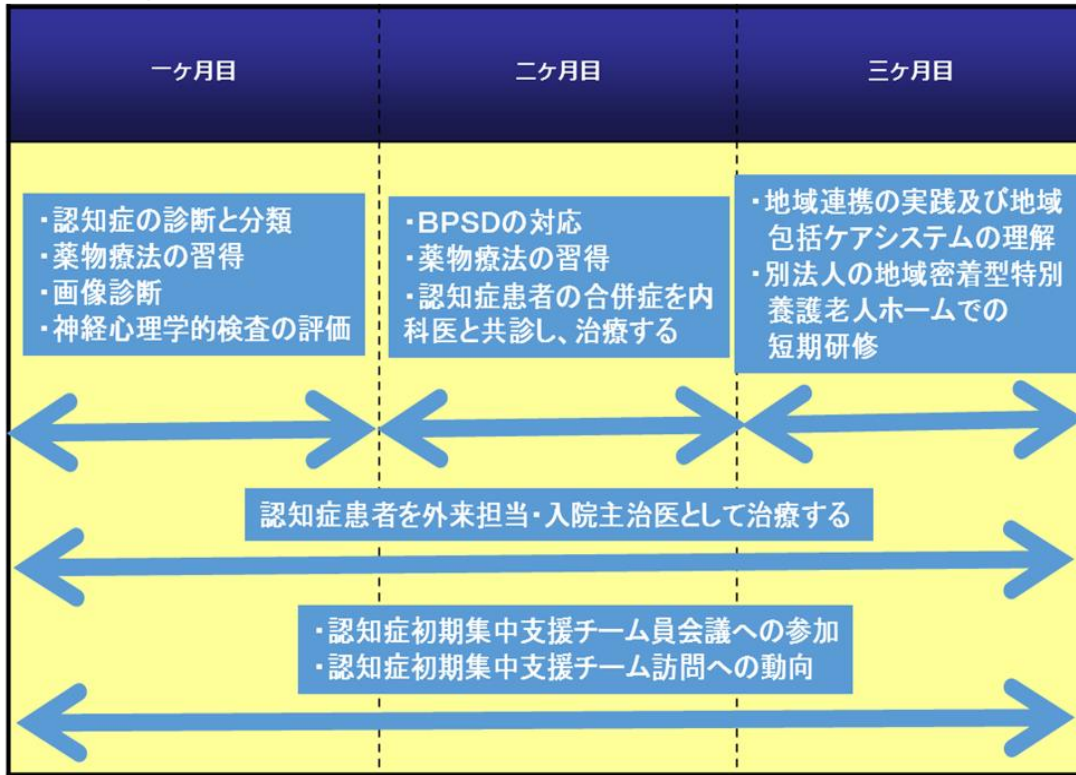 一ヶ月目
二ヶ月目
三ヶ月目
・認知症の診断と分類
・薬物療法の習得
・画像診断
・神経心理学的検査の評価
・BPSDの対応
・薬物療法の習得
・認知症患者の合併症を内
科医と共診し、治療する
・地域連携の実践及び地域
包括ケアシステムの理解
・別法人の地域密着型特別
養護老人ホームでの
短期研修
認知症患者を外来担当・入院主治医として治療する
・認知症初期集中支援チーム員会議への参加
・認知症初期集中支援チーム訪問への動向